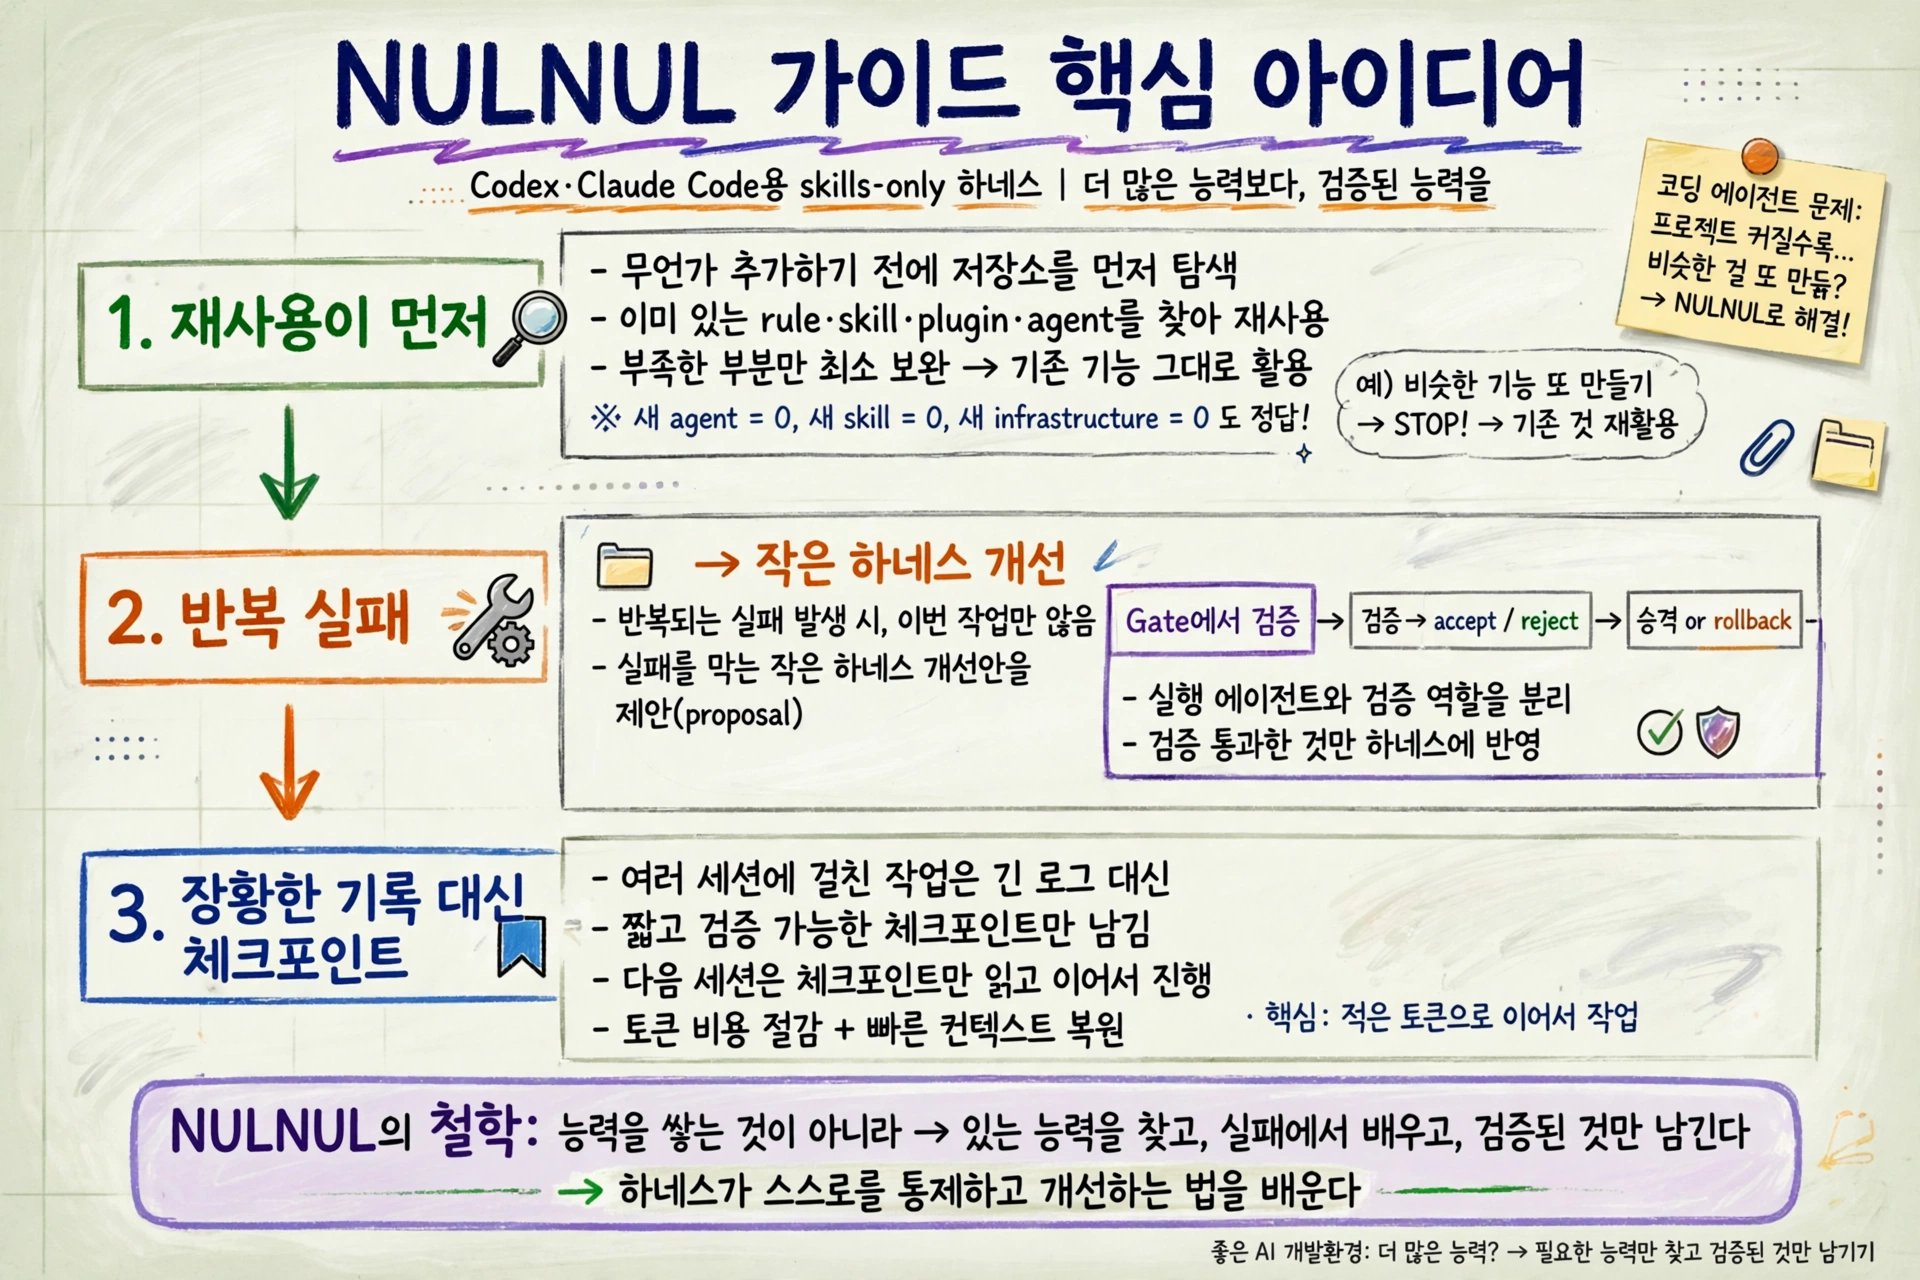 NULNUL 가이드 핵심 아이디어
Codex·Claude Code용 skills-only 하네스 | 더 많은 능력보다, 검증된 능력을
코딩 에이전트 문제:
프로젝트 커질수록...
비슷한 걸 또 만듦?
→ NULNUL로 해결!
1. 재사용이 먼저
- 무언가 추가하기 전에 저장소를 먼저 탐색
- 이미 있는 rule·skill·plugin·agent를 찾아 재사용
- 부족한 부분만 최소 보완 → 기존 기능 그대로 활용
※ 새 agent = 0, 새 skill = 0, 새 infrastructure = 0 도 정답!
예) 비슷한 기능 또 만들기
→ STOP! → 기존 것 재활용
2. 반복 실패
→ 작은 하네스 개선
- 반복되는 실패 발생 시, 이번 작업만 않음
- 실패를 막는 작은 하네스 개선안을
제안(proposal)
Gate에서 검증 → 검증→ accept / reject → 승격 or rollback
- 실행 에이전트와 검증 역할을 분리
- 검증 통과한 것만 하네스에 반영
3. 장황한 기록 대신
체크포인트
- 여러 세션에 걸친 작업은 긴 로그 대신
- 짧고 검증 가능한 체크포인트만 남김
- 다음 세션은 체크포인트만 읽고 이어서 진행
- 토큰 비용 절감 + 빠른 컨텍스트 복원
· 핵심: 적은 토큰으로 이어서 작업
NULNUL의 철학: 능력을 쌓는 것이 아니라 → 있는 능력을 찾고, 실패에서 배우고, 검증된 것만 남긴다
→ 하네스가 스스로를 통제하고 개선하는 법을 배운다
좋은 AI 개발환경: 더 많은 능력? → 필요한 능력만 찾고 검증된 것만 남기기